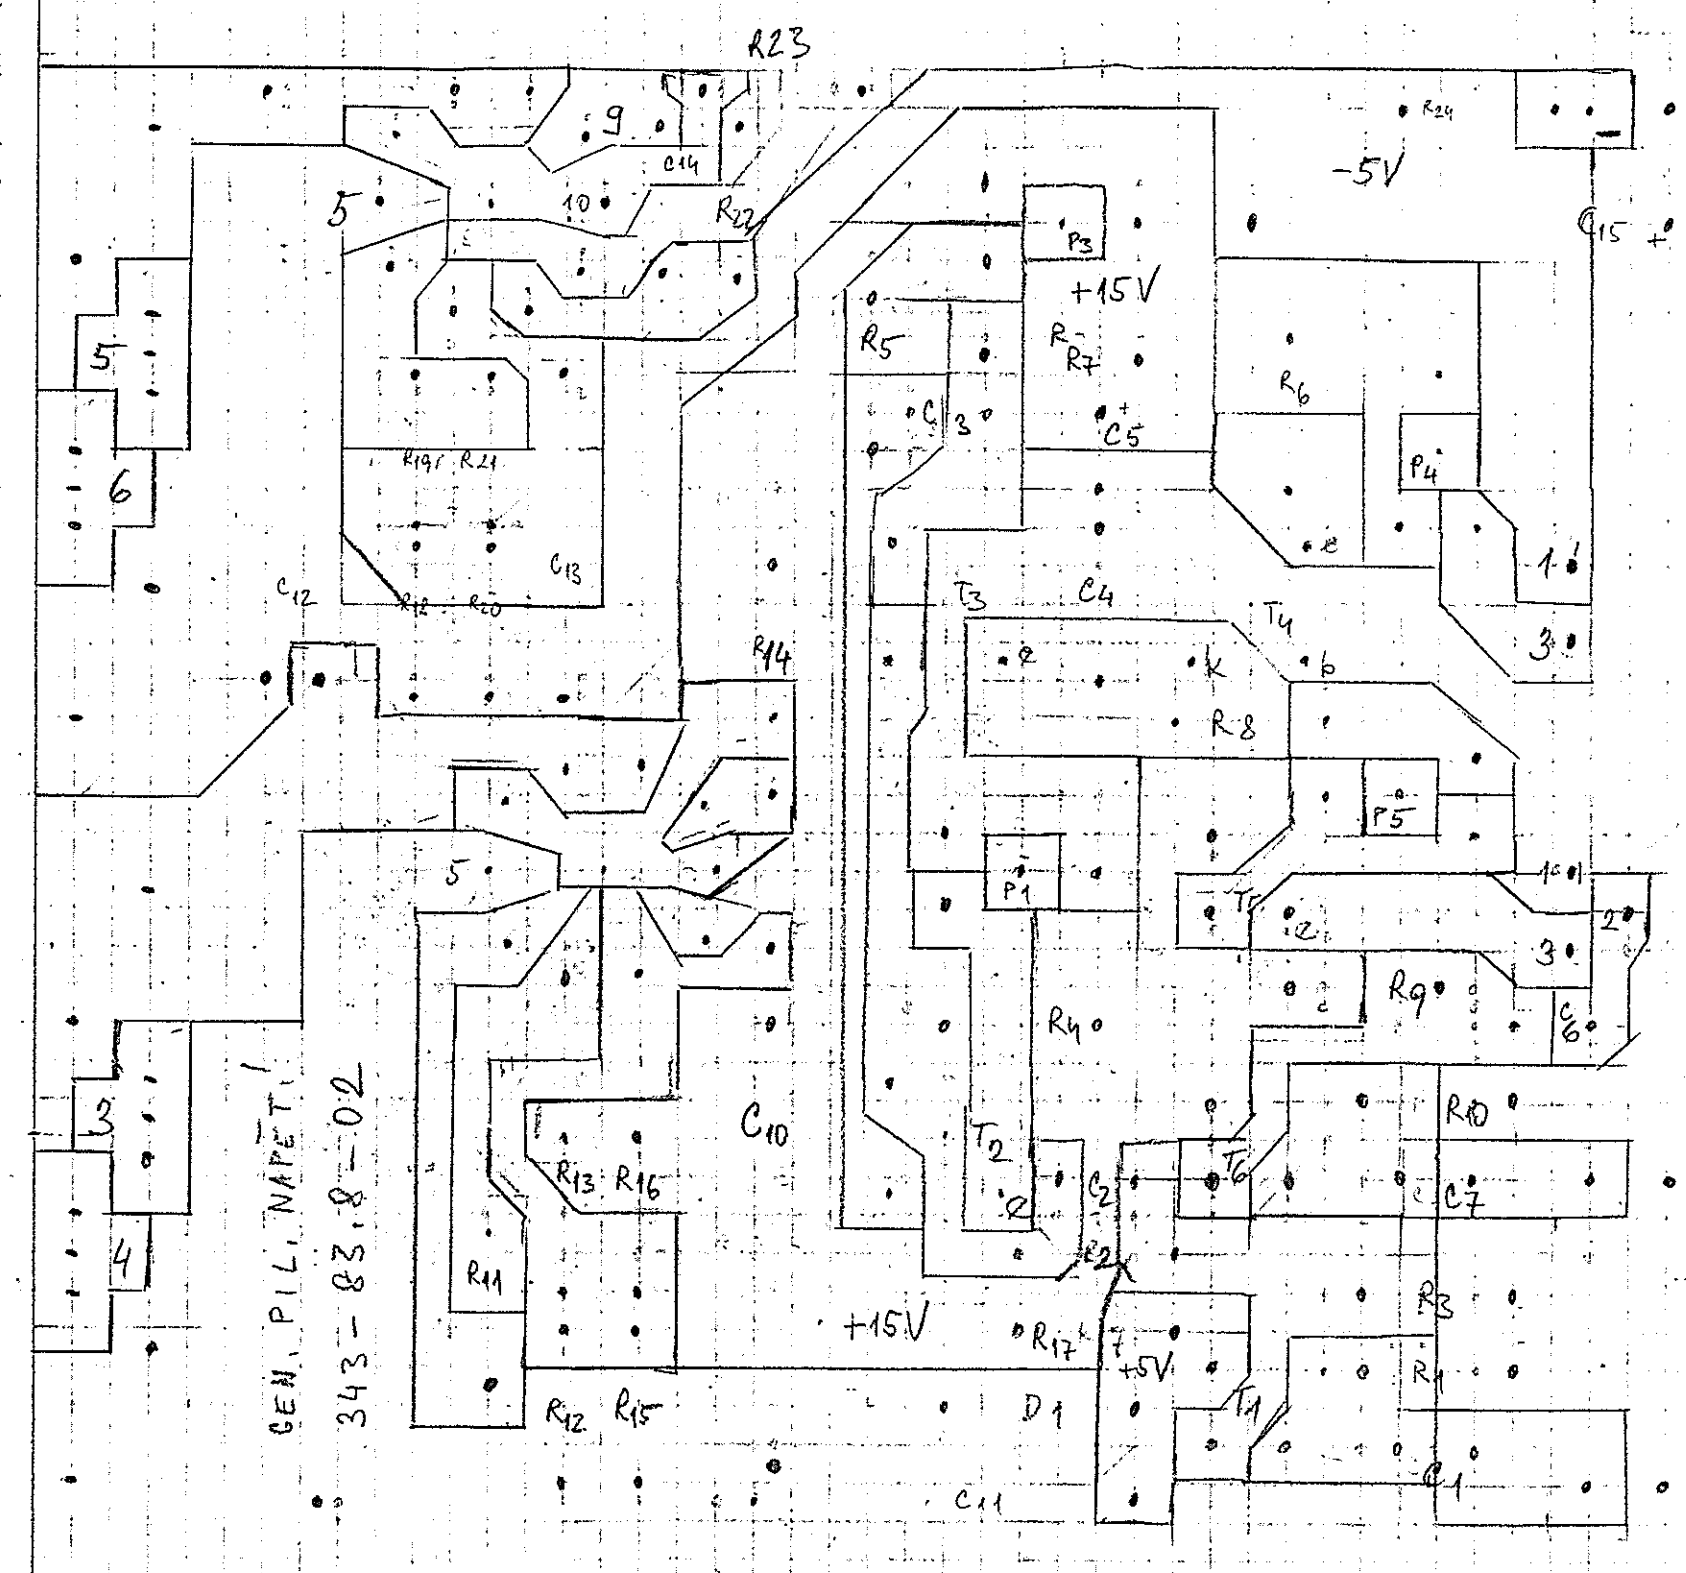 R23
9
C14
R24
-5V
5
10
R22
C15 +
P3
+15V
5
R5
R-
R7
R6
C3
+
C5
P4
R19
R21
6
e
1
C13
C12
R20
T3
C4
T4
3
R14
e
k
b
R8
P5
5
P1
1
2
e
3
R9
R4
C6
3
C10
R10
T2
R13
R16
T6
C2
e
C7
4
R2
R11
+15V
R3
R17
+5V
R1
GEN. PIL. NAPET.!
343-83.8-02
R12
R15
D1
T1
C1
C11